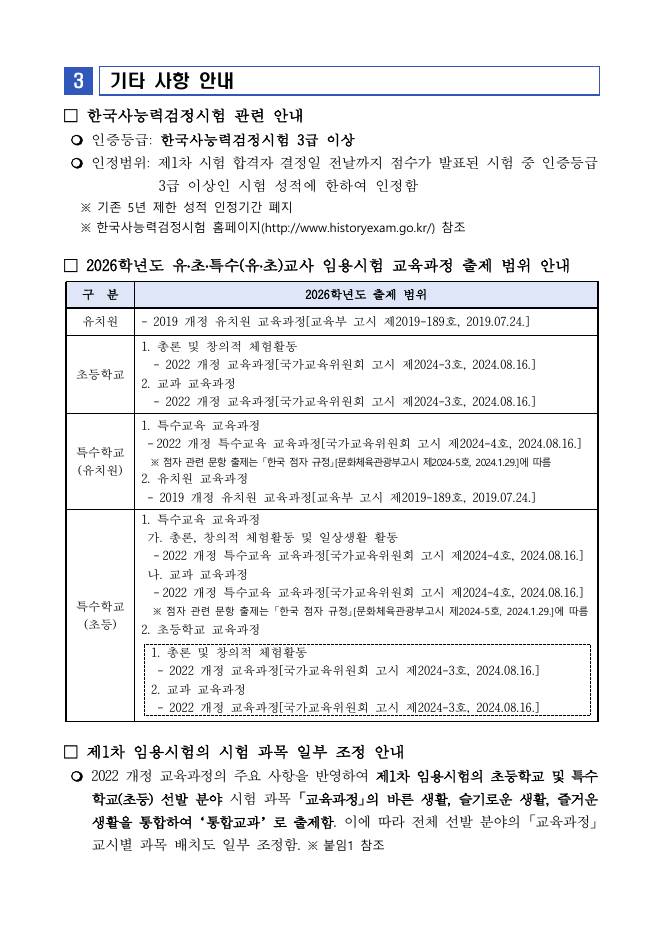 3 기타 사항 안내
□ 한국사능력검정시험 관련 안내
○ 인증등급: 한국사능력검정시험 3급 이상
○ 인정범위: 제1차 시험 합격자 결정일 전날까지 점수가 발표된 시험 중 인증등급
3급 이상인 시험 성적에 한하여 인정함
※ 기존 5년 제한 성적 인정기간 폐지
※ 한국사능력검정시험 홈페이지(http://www.historyexam.go.kr/) 참조
□ 2026학년도 유·초·특수(유·초)교사 임용시험 교육과정 출제 범위 안내
구 분 2026학년도 출제 범위
유치원 - 2019 개정 유치원 교육과정[교육부 고시 제2019-189호, 2019.07.24.]
초등학교
1. 총론 및 창의적 체험활동
- 2022 개정 교육과정[국가교육위원회 고시 제2024-3호, 2024.08.16.]
2. 교과 교육과정
- 2022 개정 교육과정[국가교육위원회 고시 제2024-3호, 2024.08.16.]
특수학교
(유치원)
1. 특수교육 교육과정
- 2022 개정 특수교육 교육과정[국가교육위원회 고시 제2024-4호, 2024.08.16.]
※ 점자 관련 문항 출제는 「한국 점자 규정」[문화체육관광부고시 제2024-5호, 2024.1.29.]에 따름
2. 유치원 교육과정
- 2019 개정 유치원 교육과정[교육부 고시 제2019-189호, 2019.07.24.]
특수학교
(초등)
1. 특수교육 교육과정
가. 총론, 창의적 체험활동 및 일상생활 활동
- 2022 개정 특수교육 교육과정[국가교육위원회 고시 제2024-4호, 2024.08.16.]
나. 교과 교육과정
- 2022 개정 특수교육 교육과정[국가교육위원회 고시 제2024-4호, 2024.08.16.]
※ 점자 관련 문항 출제는 「한국 점자 규정」[문화체육관광부고시 제2024-5호, 2024.1.29.]에 따름
2. 초등학교 교육과정
1. 총론 및 창의적 체험활동
- 2022 개정 교육과정[국가교육위원회 고시 제2024-3호, 2024.08.16.]
2. 교과 교육과정
- 2022 개정 교육과정[국가교육위원회 고시 제2024-3호, 2024.08.16.]
□ 제1차 임용시험의 시험 과목 일부 조정 안내
○ 2022 개정 교육과정의 주요 사항을 반영하여 제1차 임용시험의 초등학교 및 특수
학교(초등) 선발 분야 시험 과목 「교육과정」의 바른 생활, 슬기로운 생활, 즐거운
생활을 통합하여 ‘통합교과’로 출제함. 이에 따라 전체 선발 분야의 「교육과정」
교시별 과목 배치도 일부 조정함. ※ 붙임1 참조